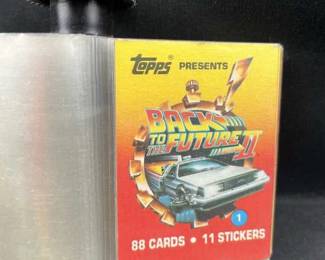 Topps® PRESENTS
BACK
TO
THE FUTURE II
1
88 CARDS • 11 STICKERS